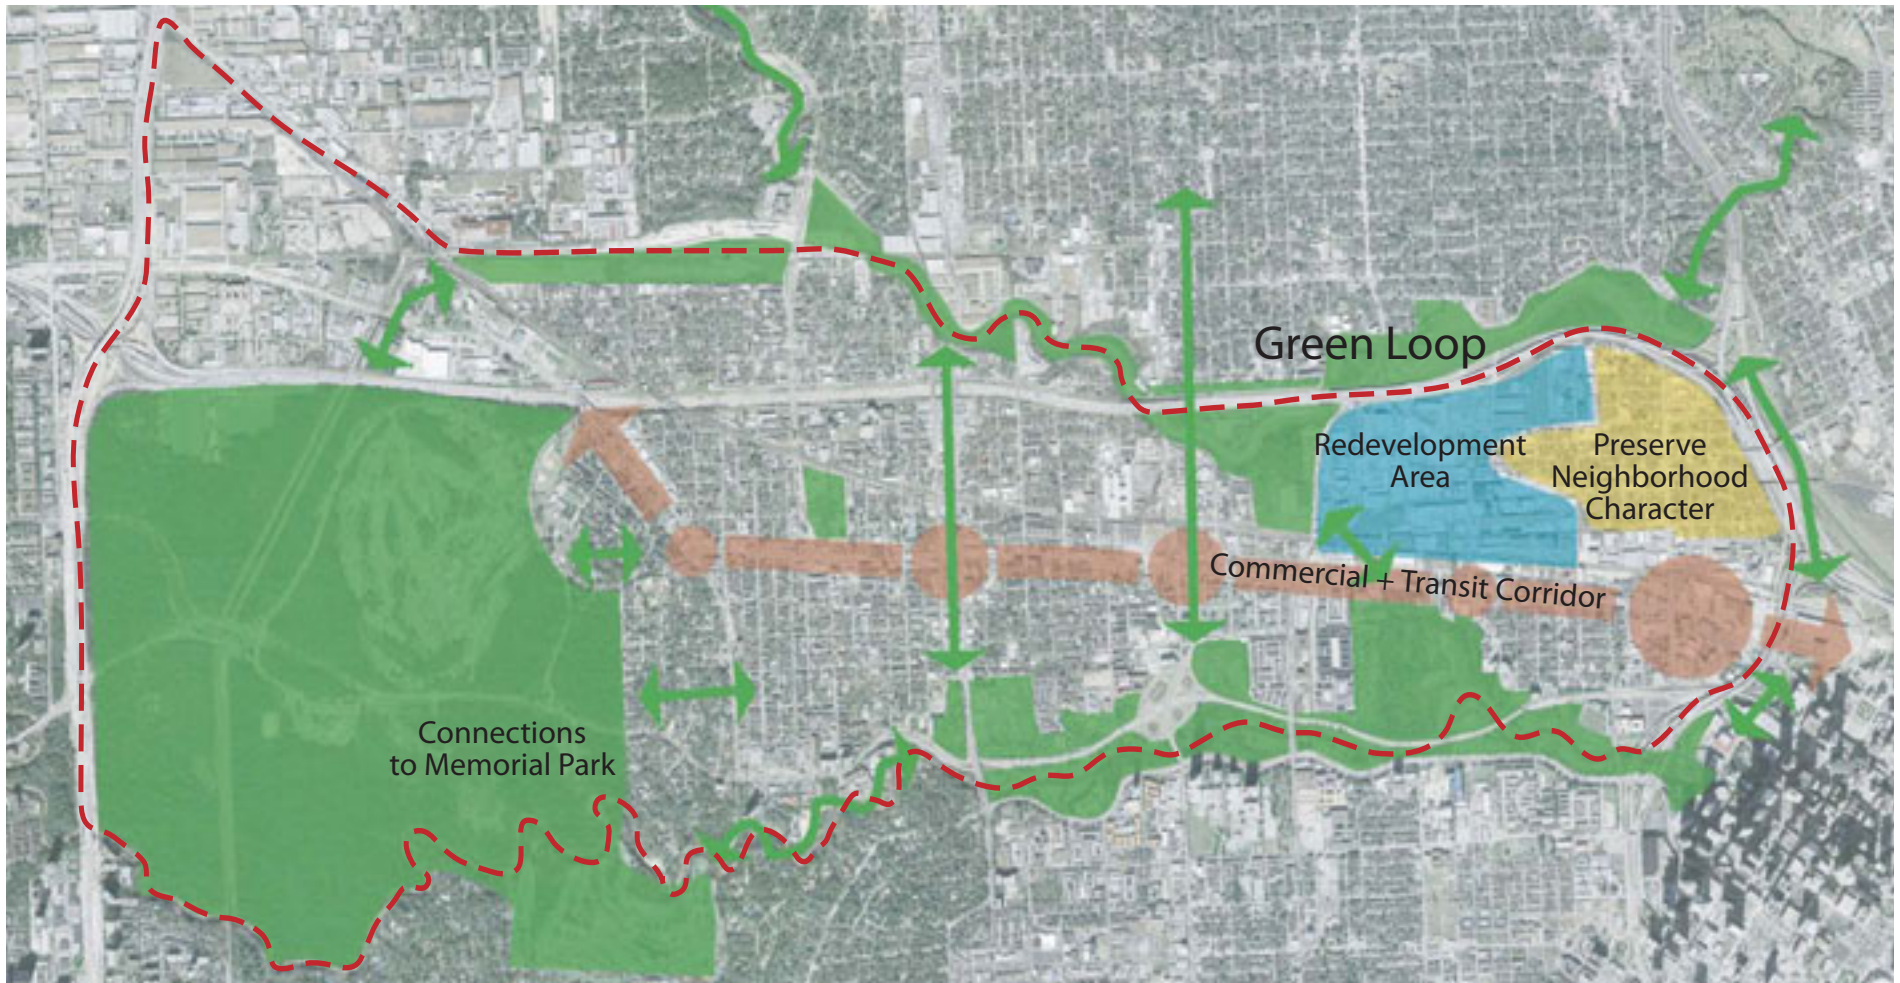 Green Loop
Redevelopment
Area
Preserve
Neighborhood
Character
Commercial + Transit Corridor
Connections
to Memorial Park